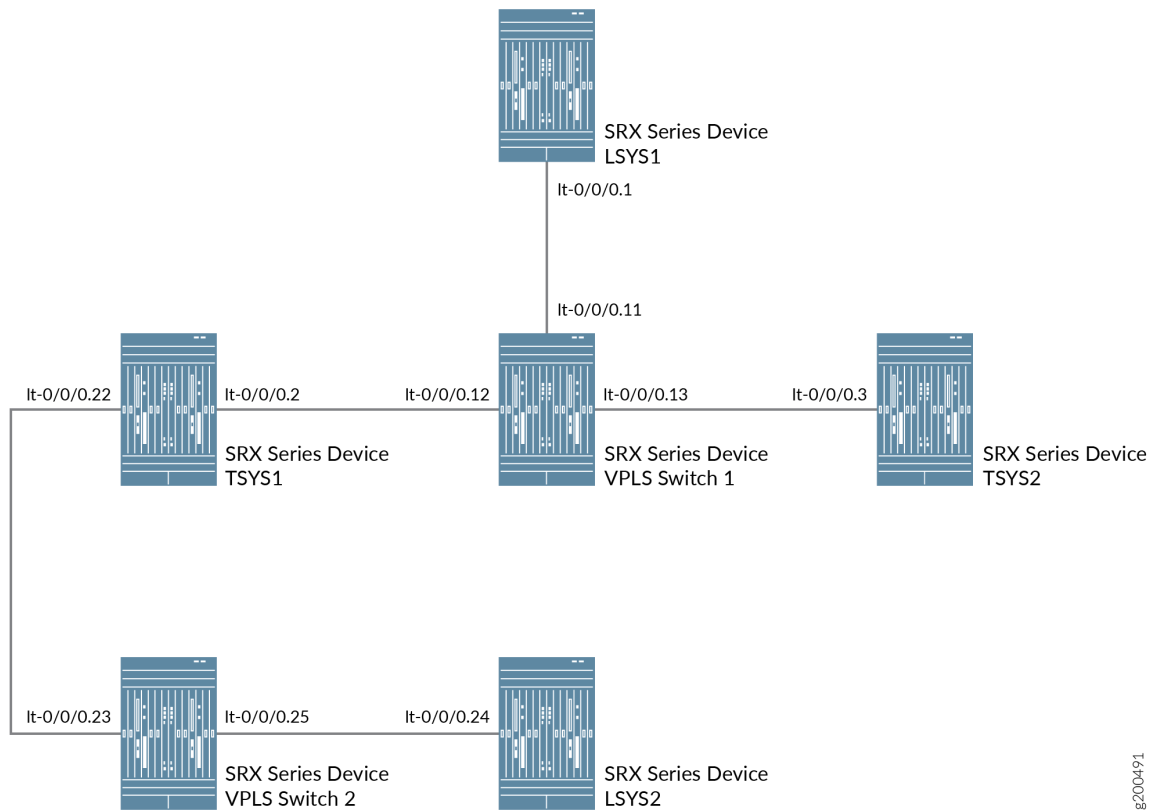 SRX Series Device
LSYS1
lt-0/0/0.1
lt-0/0/0.11
lt-0/0/0.22
lt-0/0/0.2
lt-0/0/0.12
lt-0/0/0.13
lt-0/0/0.3
SRX Series Device
TSYS1
SRX Series Device
VPLS Switch 1
SRX Series Device
TSYS2
lt-0/0/0.23
lt-0/0/0.25
lt-0/0/0.24
SRX Series Device
VPLS Switch 2
SRX Series Device
LSYS2
g200491